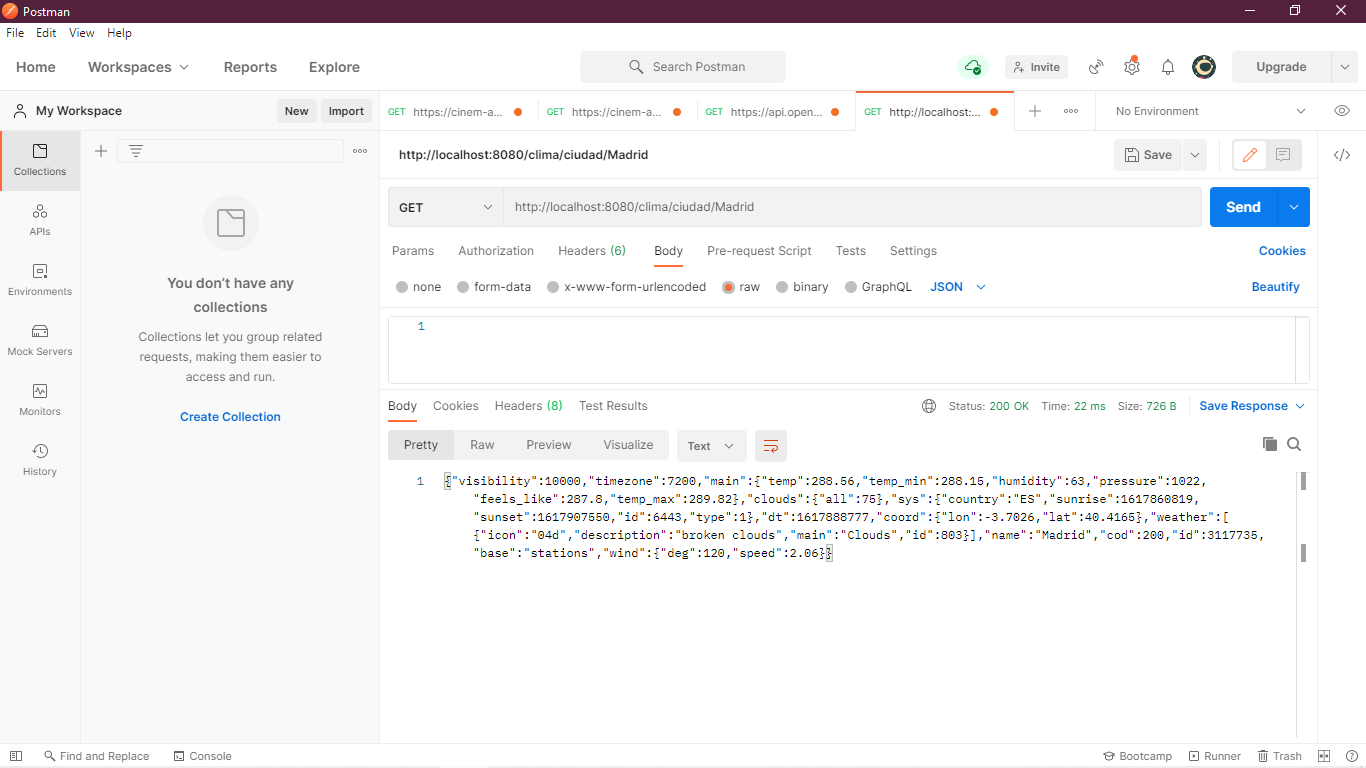 Postman
File Edit View Help
Home Workspaces Reports Explore Search Postman Invite Upgrade
My Workspace New Import
GET https://cinem-a... GET https://cinem-a... GET https://api.open... GET http://localhost:... No Environment
Collections
APIs
Environments
Mock Servers
Monitors
History
You don't have any
collections
Collections let you group related
requests, making them easier to
access and run.
Create Collection
http://localhost:8080/clima/ciudad/Madrid Save
GET http://localhost:8080/clima/ciudad/Madrid Send
Params Authorization Headers (6) Body Pre-request Script Tests Settings Cookies
none form-data x-www-form-urlencoded raw binary GraphQL JSON Beautify
1
Body Cookies Headers (8) Test Results Status: 200 OK Time: 22 ms Size: 726 B Save Response
Pretty Raw Preview Visualize Text
1 {"visibility":10000,"timezone":7200,"main":{"temp":288.56,"temp_min":288.15,"humidity":63,"pressure":1022,
"feels_like":287.8,"temp_max":289.82},"clouds":{"all":75},"sys":{"country":"ES","sunrise":1617860819,
"sunset":1617907550,"id":6443,"type":1},"dt":1617888777,"coord":{"lon":-3.7026,"lat":40.4165},"weather":[
{"icon":"04d","description":"broken clouds","main":"Clouds","id":803}],"name":"Madrid","cod":200,"id":3117735,
"base":"stations","wind":{"deg":120,"speed":2.06}}
Find and Replace Console Bootcamp Runner Trash